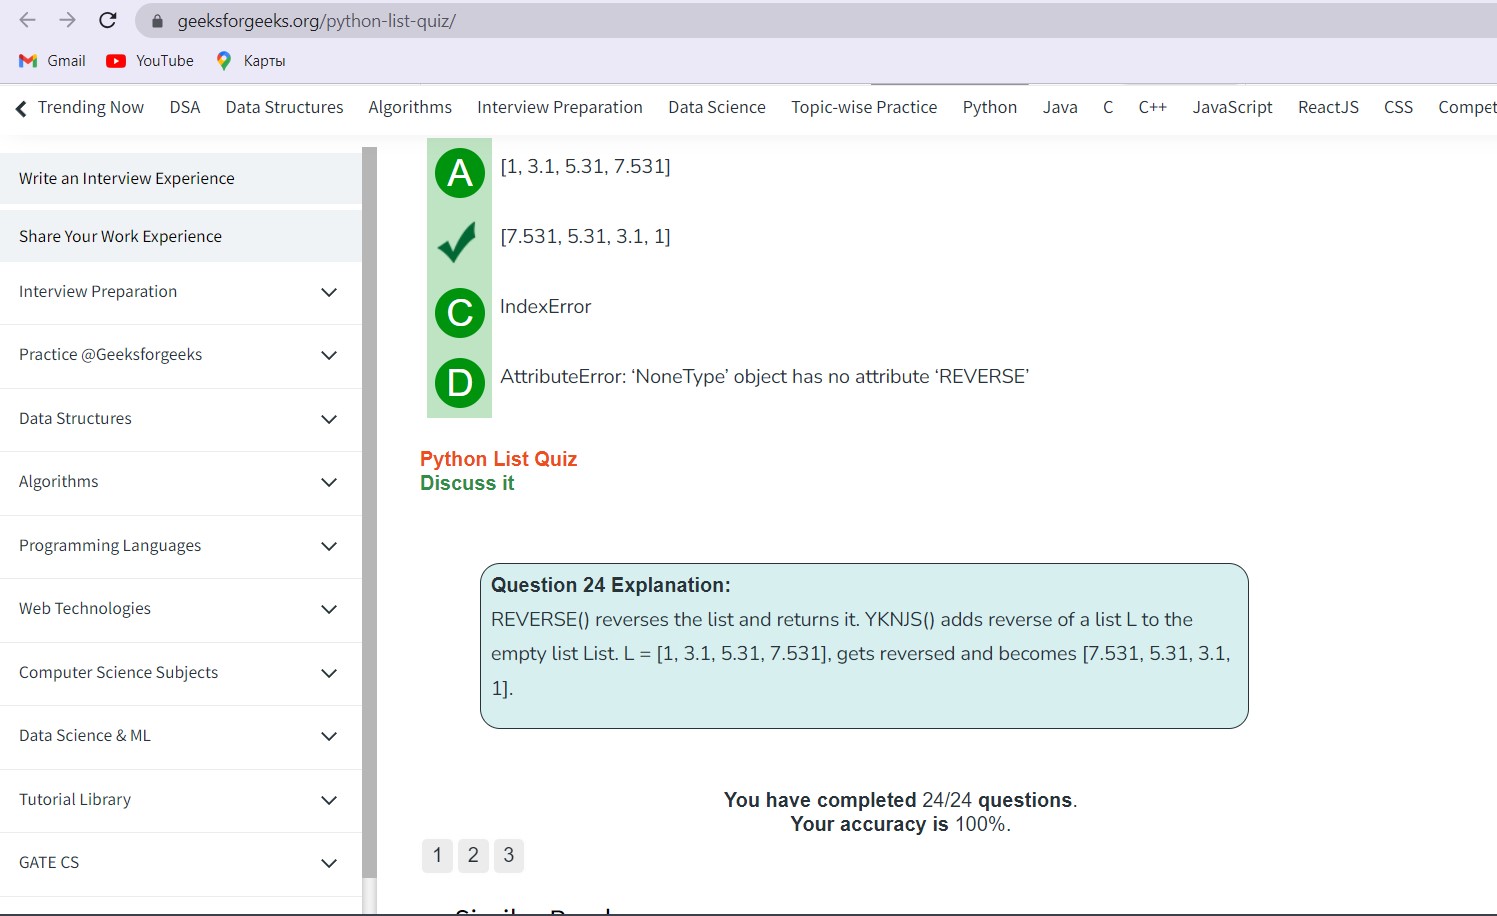 geeksforgeeks.org/python-list-quiz/
Gmail YouTube Карты
Trending Now DSA Data Structures Algorithms Interview Preparation Data Science Topic-wise Practice Python Java C C++ JavaScript ReactJS CSS Compet
Write an Interview Experience
Share Your Work Experience
Interview Preparation
Practice @Geeksforgeeks
Data Structures
Algorithms
Programming Languages
Web Technologies
Computer Science Subjects
Data Science & ML
Tutorial Library
GATE CS
A [1, 3.1, 5.31, 7.531]
[7.531, 5.31, 3.1, 1]
C IndexError
D AttributeError: ‘NoneType’ object has no attribute ‘REVERSE’
Python List Quiz
Discuss it
Question 24 Explanation:
REVERSE() reverses the list and returns it. YKNJS() adds reverse of a list L to the
empty list List. L = [1, 3.1, 5.31, 7.531], gets reversed and becomes [7.531, 5.31, 3.1,
1].
You have completed 24/24 questions.
Your accuracy is 100%.
1 2 3